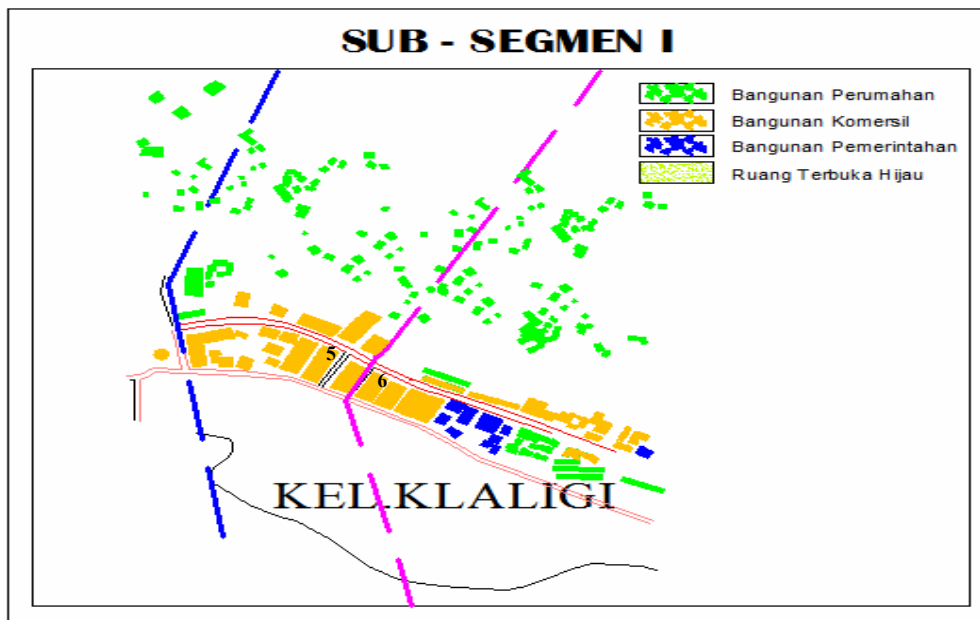 SUB - SEGMEN I
Bangunan Perumahan
Bangunan Komersil
Bangunan Pemerintahan
Ruang Terbuka Hijau
5
6
KEL.KLALIGI